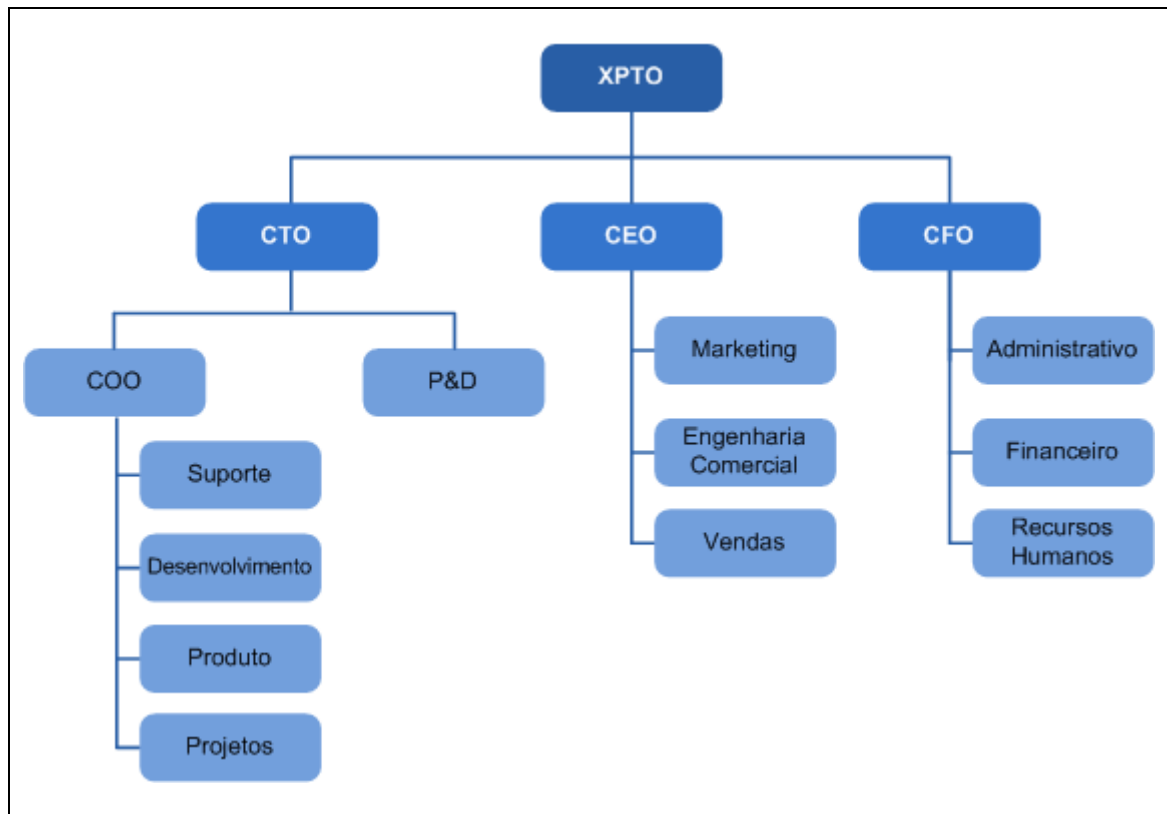 XPTO
CTO
CEO
CFO
COO
P&D
Suporte
Desenvolvimento
Produto
Projetos
Marketing
Engenharia
Comercial
Vendas
Administrativo
Financeiro
Recursos
Humanos